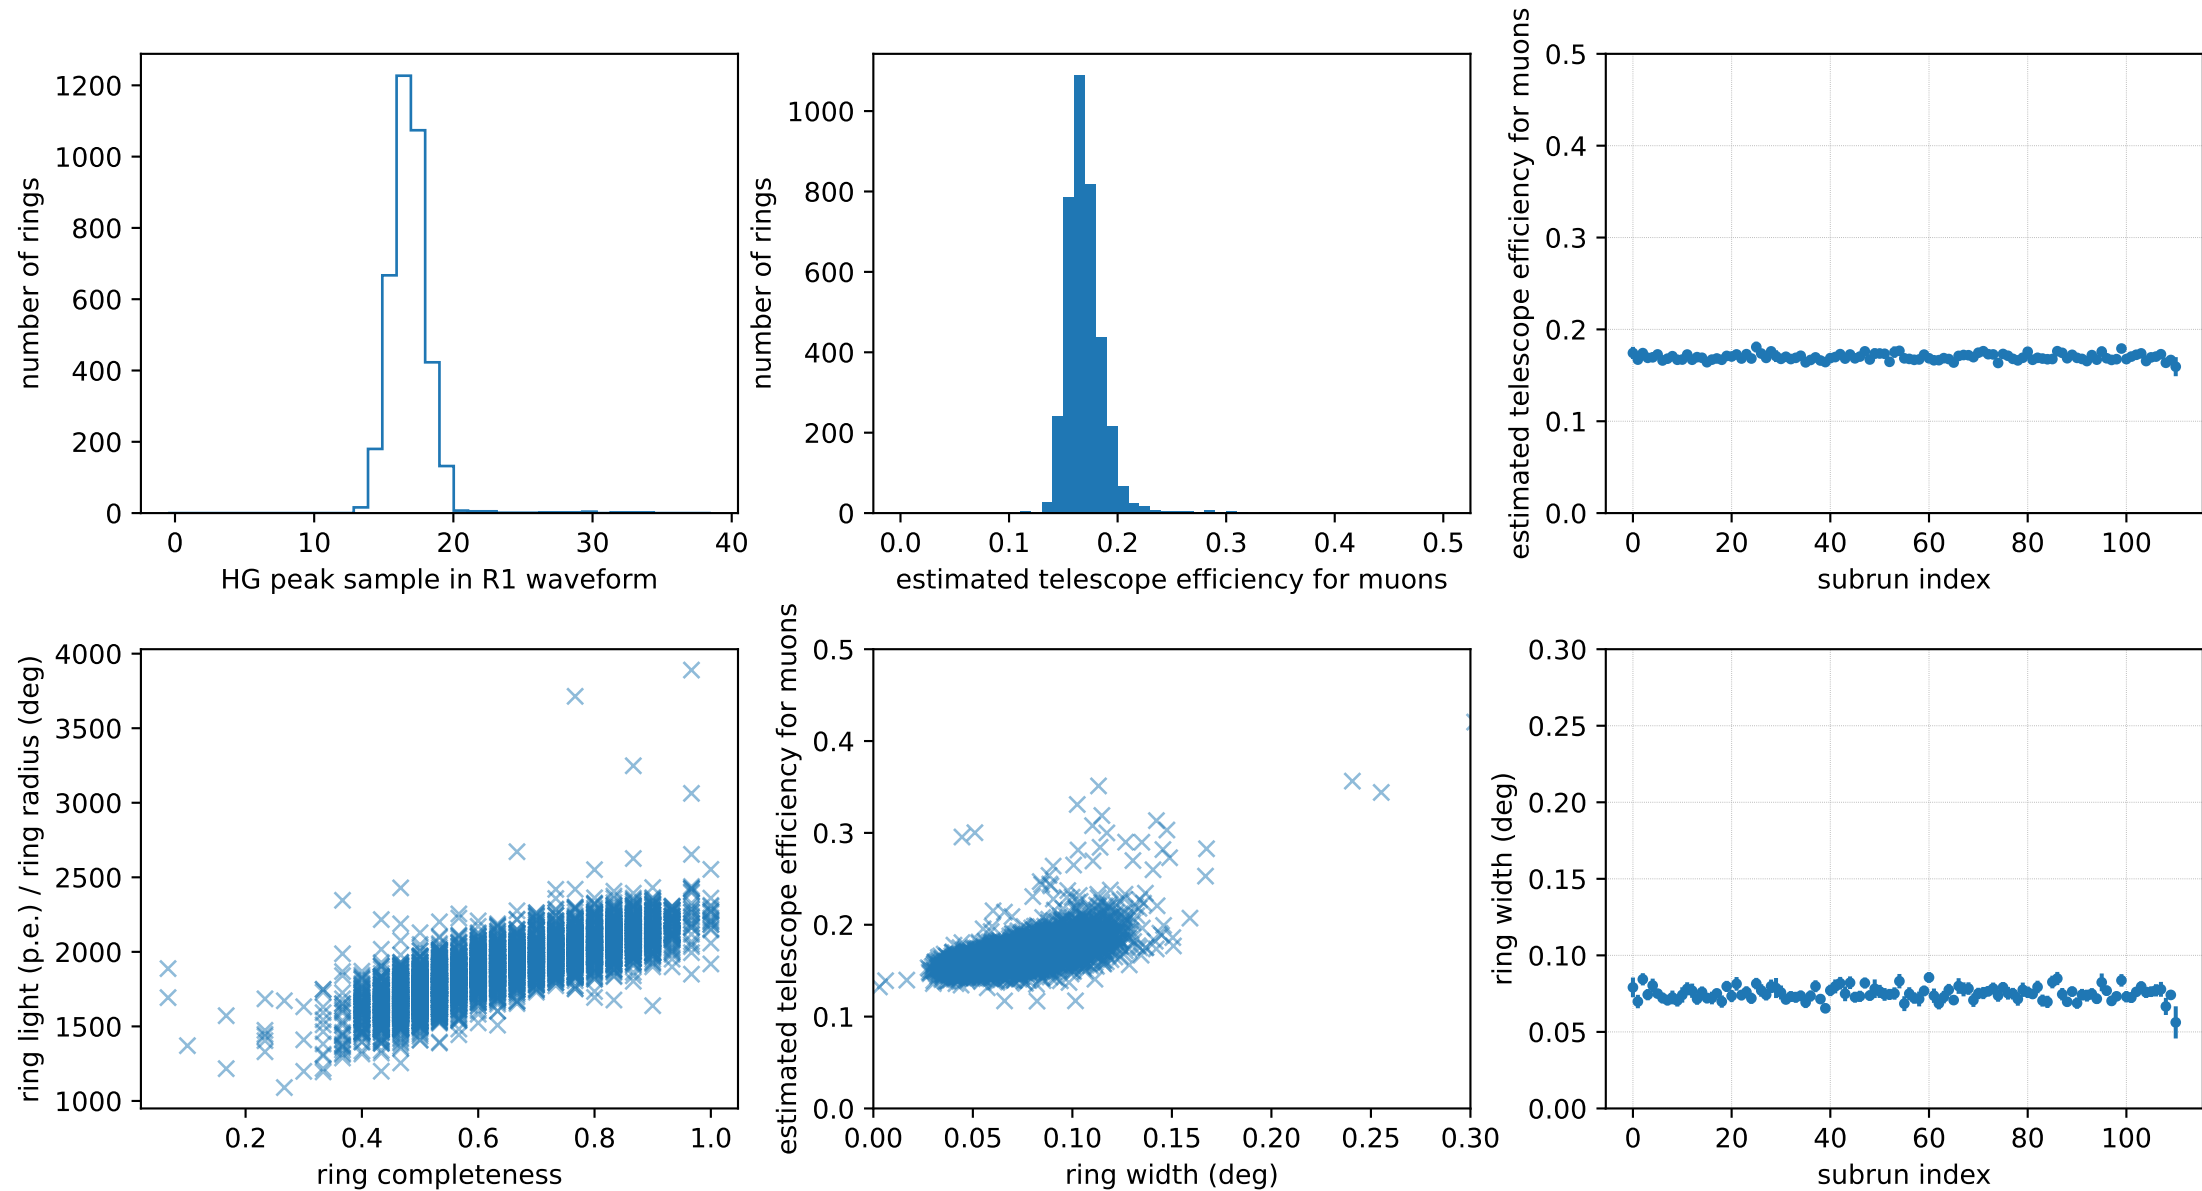 number of rings
1200
1000
800
600
400
200
0
0 10 20 30 40
HG peak sample in R1 waveform
number of rings
1000
800
600
400
200
0
0.0 0.1 0.2 0.3 0.4 0.5
estimated telescope efficiency for muons
estimated telescope efficiency for muons
0.5
0.4
0.3
0.2
0.1
0.0
0 20 40 60 80 100
subrun index
ring light (p.e.) / ring radius (deg)
4000
3500
3000
2500
2000
1500
1000
0.2 0.4 0.6 0.8 1.0
ring completeness
estimated telescope efficiency for muons
0.5
0.4
0.3
0.2
0.1
0.0
0.00 0.05 0.10 0.15 0.20 0.25 0.30
ring width (deg)
ring width (deg)
0.30
0.25
0.20
0.15
0.10
0.05
0.00
0 20 40 60 80 100
subrun index